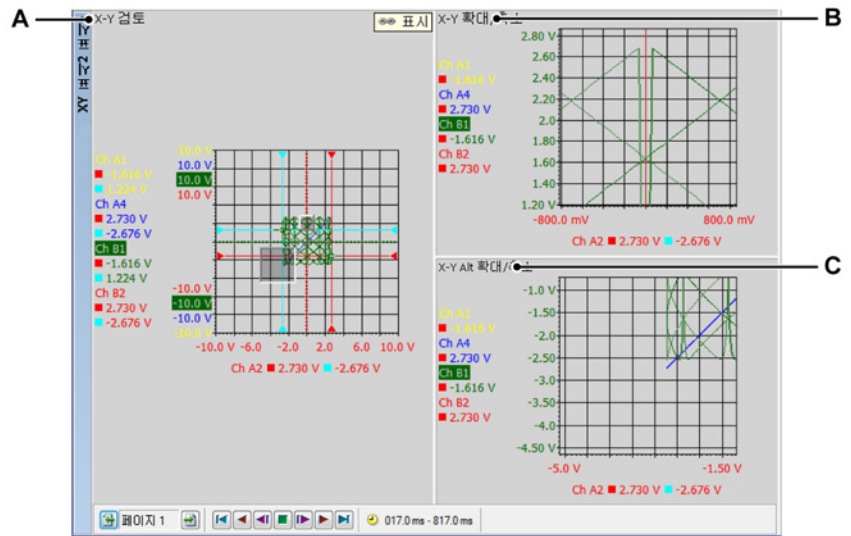 A
X-Y 검토
👓 표시
XY 표시2 표시
Ch A1
-1.616 V
1.224 V
Ch A4
2.730 V
-2.676 V
Ch B1
-1.616 V
1.224 V
Ch B2
2.730 V
-2.676 V
10.0 V
10.0 V
10.0 V
10.0 V
-10.0 V
-10.0 V
-10.0 V
-10.0 V
-10.0 V -6.0 -2.0 2.0 6.0 10.0 V
Ch A2 2.730 V -2.676 V
B
X-Y 확대/축소
Ch A1
-1.616 V
Ch A4
2.730 V
Ch B1
-1.616 V
Ch B2
2.730 V
2.80 V
2.60
2.40
2.20
2.0
1.80
1.60
1.40
1.20 V
-800.0 mV 800.0 mV
Ch A2 2.730 V -2.676 V
C
X-Y Alt 확대/축소
Ch A1
-1.616 V
Ch A4
2.730 V
Ch B1
-1.616 V
Ch B2
2.730 V
-1.0 V
-1.50
-2.0
-2.50
-3.0
-3.50
-4.0
-4.50 V
-5.0 V -1.50 V
Ch A2 2.730 V -2.676 V
페이지 1
017.0 ms - 817.0 ms